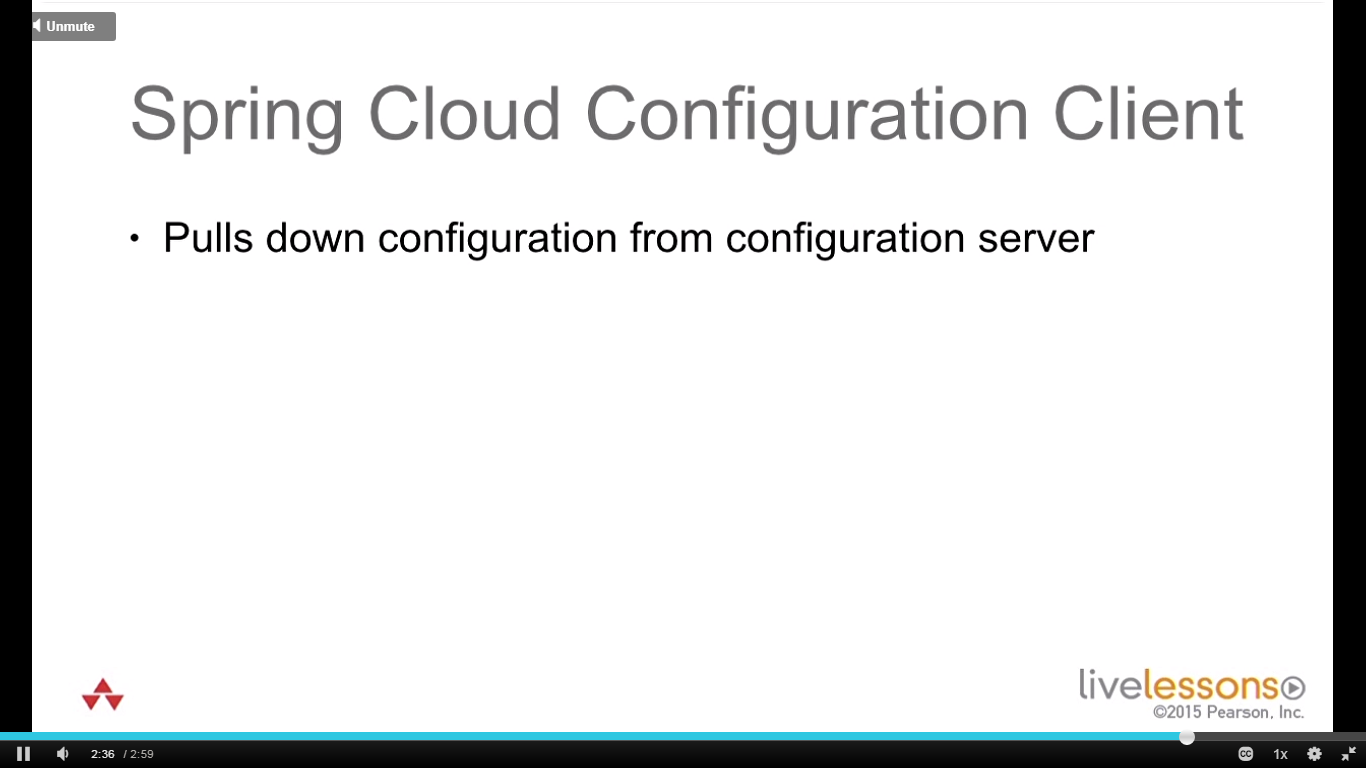 Unmute
Spring Cloud Configuration Client
• Pulls down configuration from configuration server
livelessons
©2015 Pearson, Inc.
2:36 / 2:59
CC
1x